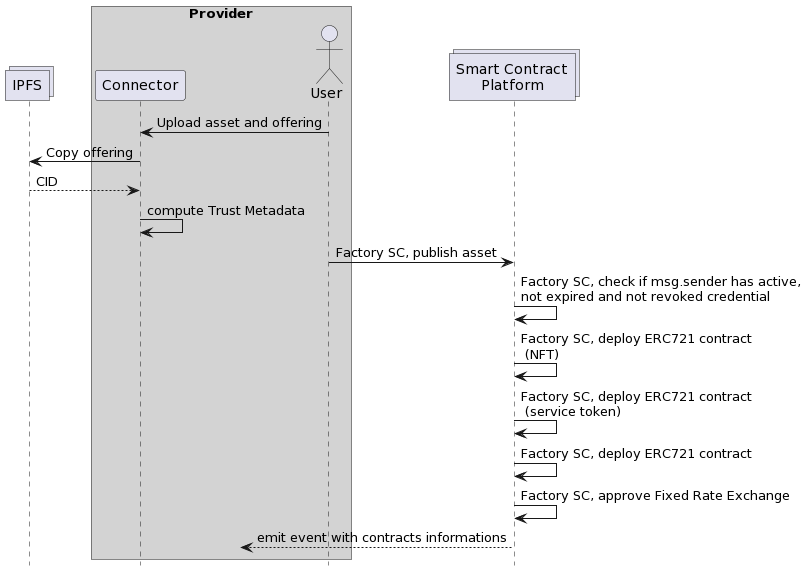 Provider
IPFS
Connector
User
Smart Contract
Platform
Upload asset and offering
Copy offering
CID
compute Trust Metadata
Factory SC, publish asset
Factory SC, check if msg.sender has active,
not expired and not revoked credential
Factory SC, deploy ERC721 contract
(NFT)
Factory SC, deploy ERC721 contract
(service token)
Factory SC, deploy ERC721 contract
Factory SC, approve Fixed Rate Exchange
emit event with contracts informations